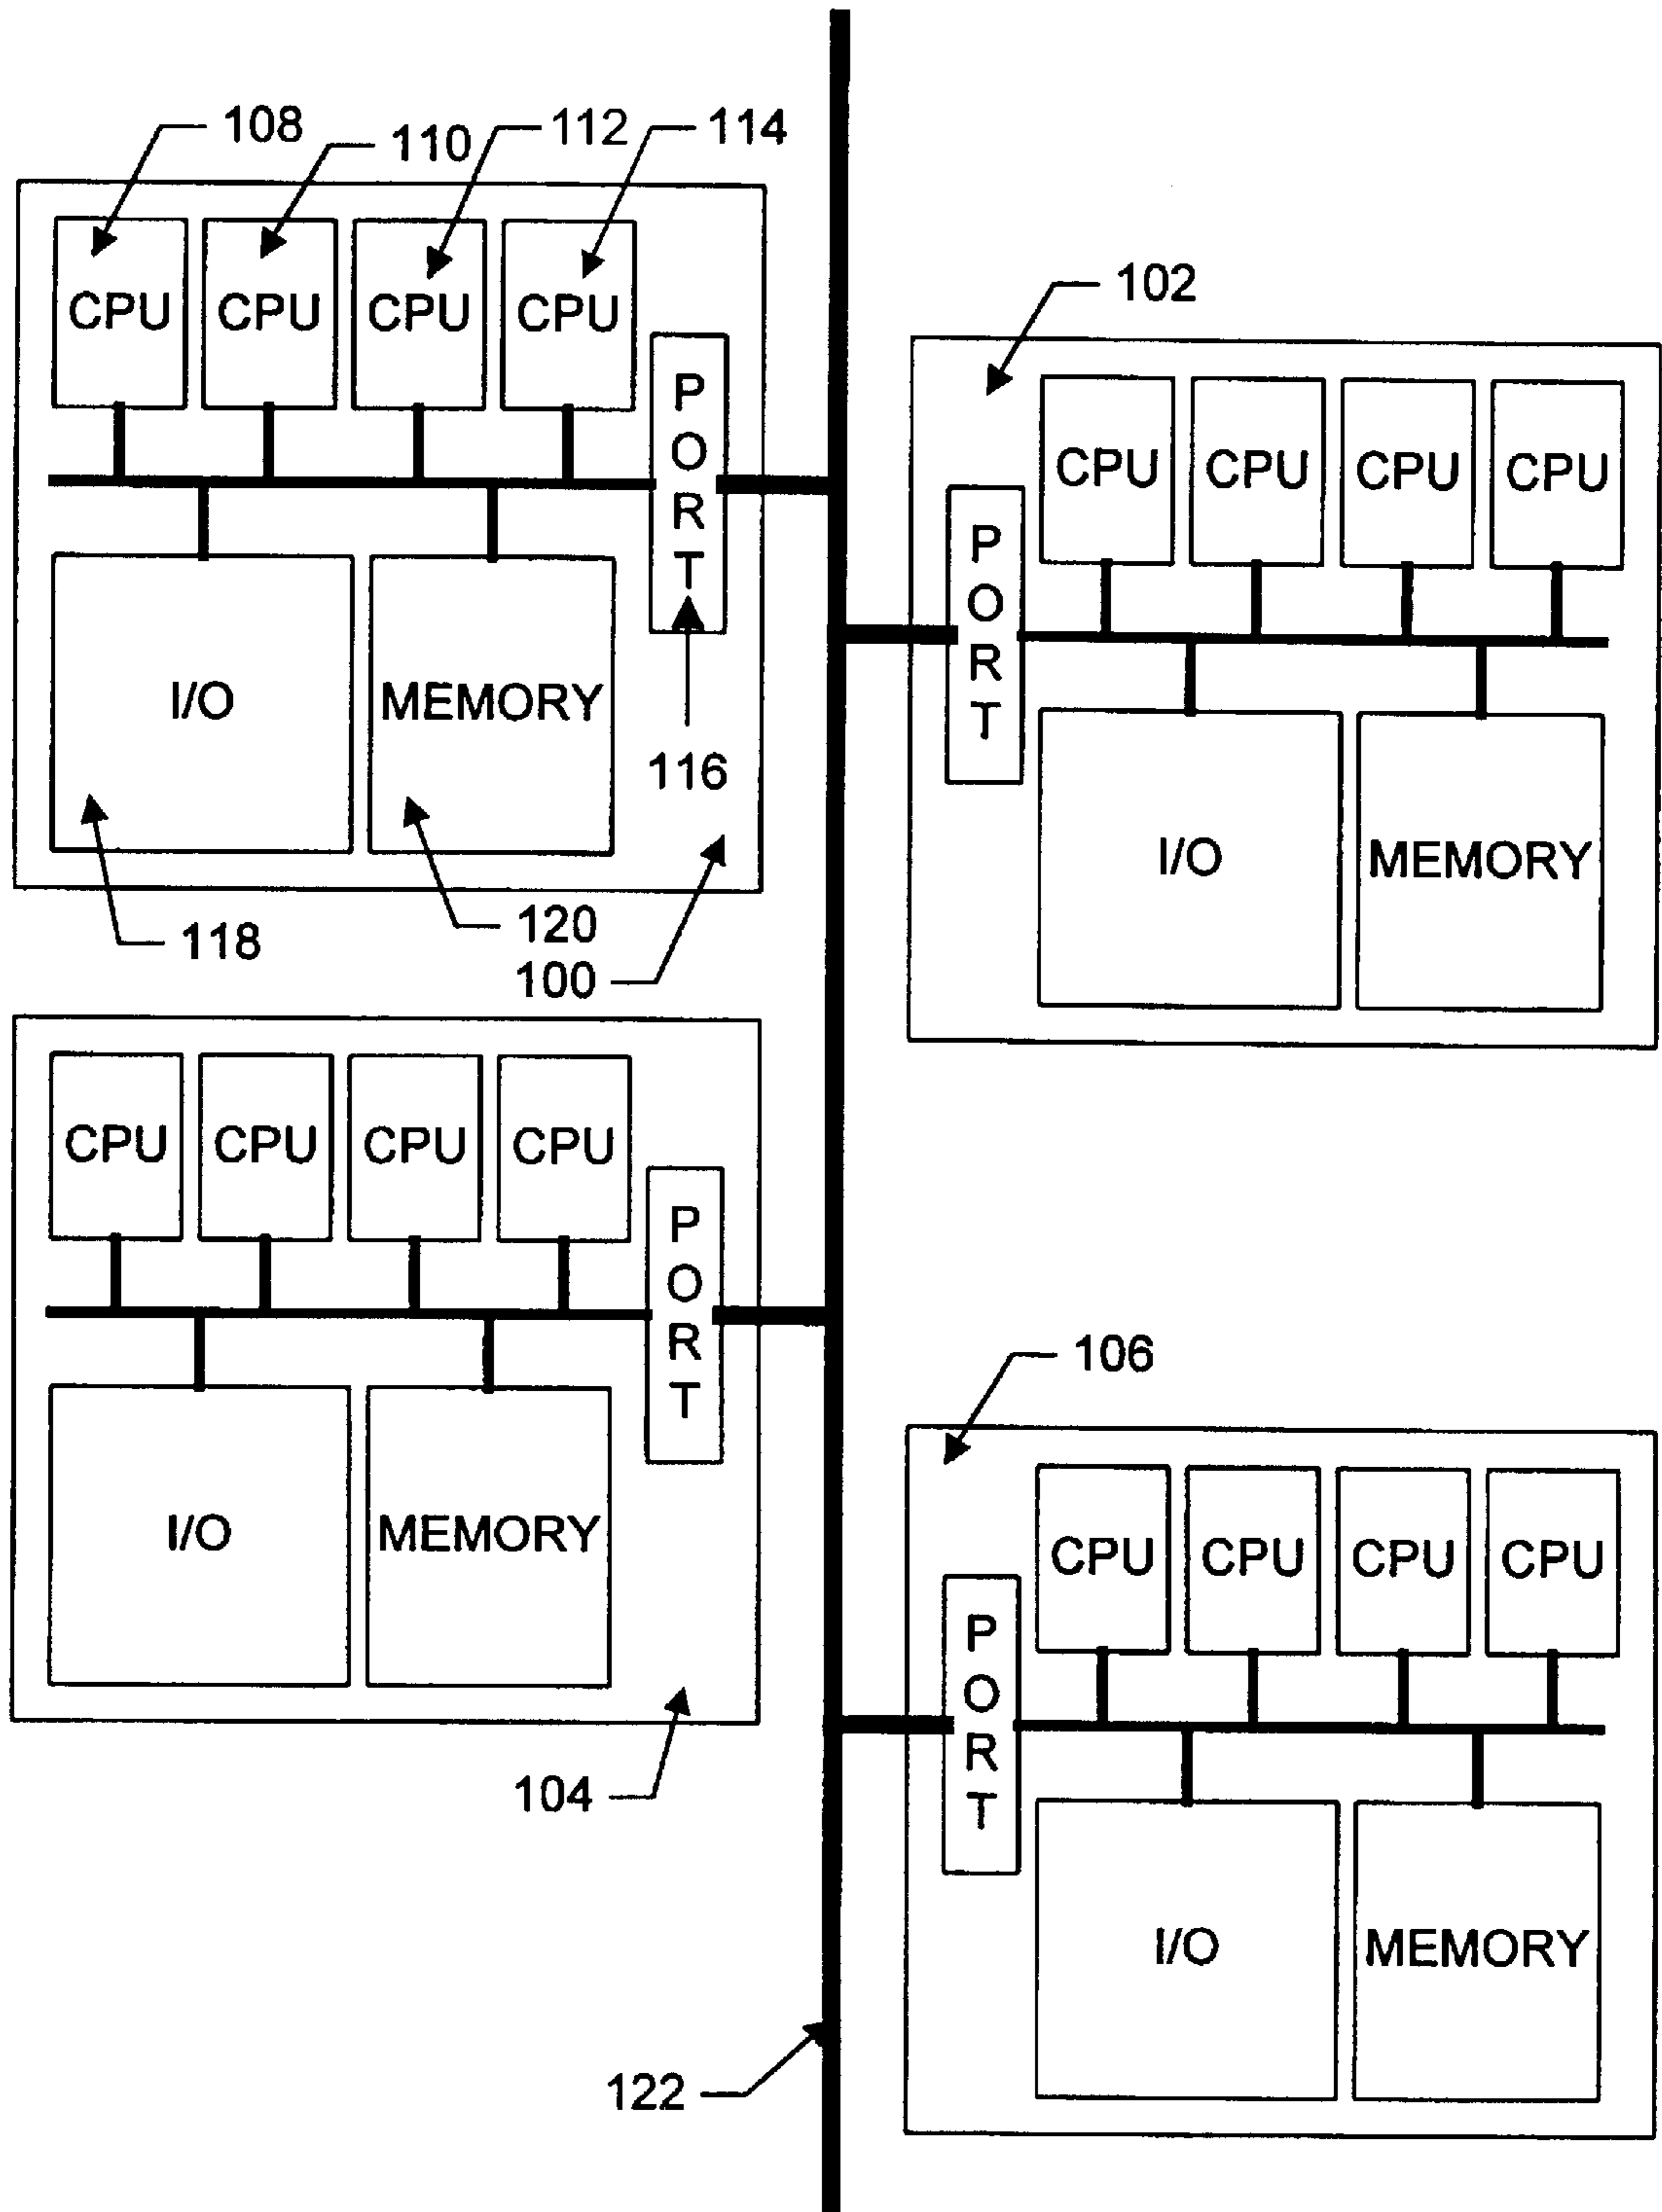 108 110 112 114
CPU CPU CPU CPU
PORT
I/O MEMORY
116
118
120
100
102
CPU CPU CPU CPU
PORT
I/O MEMORY
CPU CPU CPU CPU
PORT
I/O MEMORY
104
106
CPU CPU CPU CPU
PORT
I/O MEMORY
122